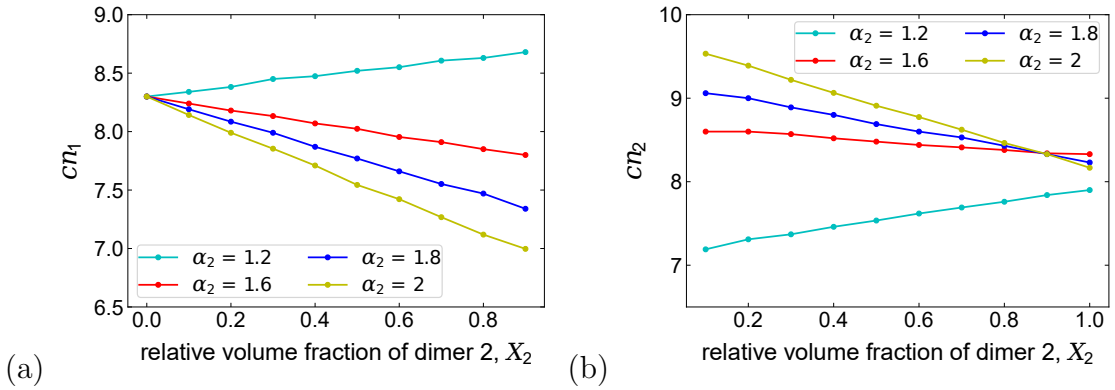 (a)
cn₁
9.0
8.5
8.0
7.5
7.0
6.5
α₂ = 1.2
α₂ = 1.8
α₂ = 1.6
α₂ = 2
0.0 0.2 0.4 0.6 0.8
relative volume fraction of dimer 2, X₂
(b)
cn₂
10
9
8
7
α₂ = 1.2
α₂ = 1.8
α₂ = 1.6
α₂ = 2
0.2 0.4 0.6 0.8 1.0
relative volume fraction of dimer 2, X₂